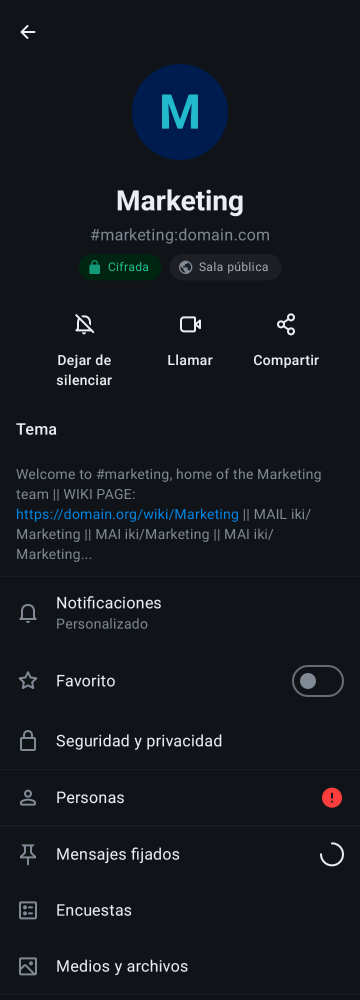 M
Marketing
#marketing:domain.com
Cifrada
Sala pública
Dejar de
silenciar
Llamar
Compartir
Tema
Welcome to #marketing, home of the Marketing
team || WIKI PAGE:
https://domain.org/wiki/Marketing || MAIL iki/
Marketing || MAI iki/Marketing || MAI iki/
Marketing...
Notificaciones
Personalizado
Favorito
Seguridad y privacidad
Personas
Mensajes fijados
Encuestas
Medios y archivos